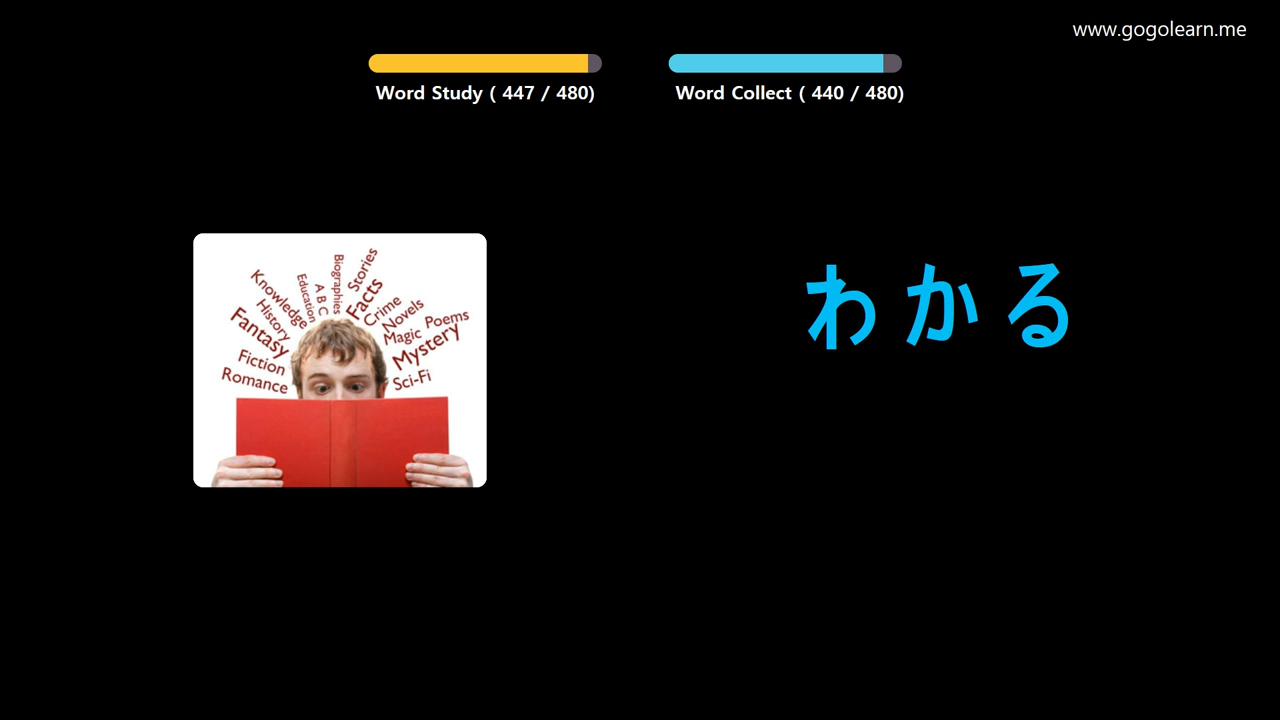 www.gogolearn.me
Word Study ( 447 / 480)
Word Collect ( 440 / 480)
わかる
Knowledge
History
Fantasy
Fiction
Romance
Education
A B C
Biographies
Stories
Facts
Crime
Novels
Magic
Poems
Mystery
Sci-Fi